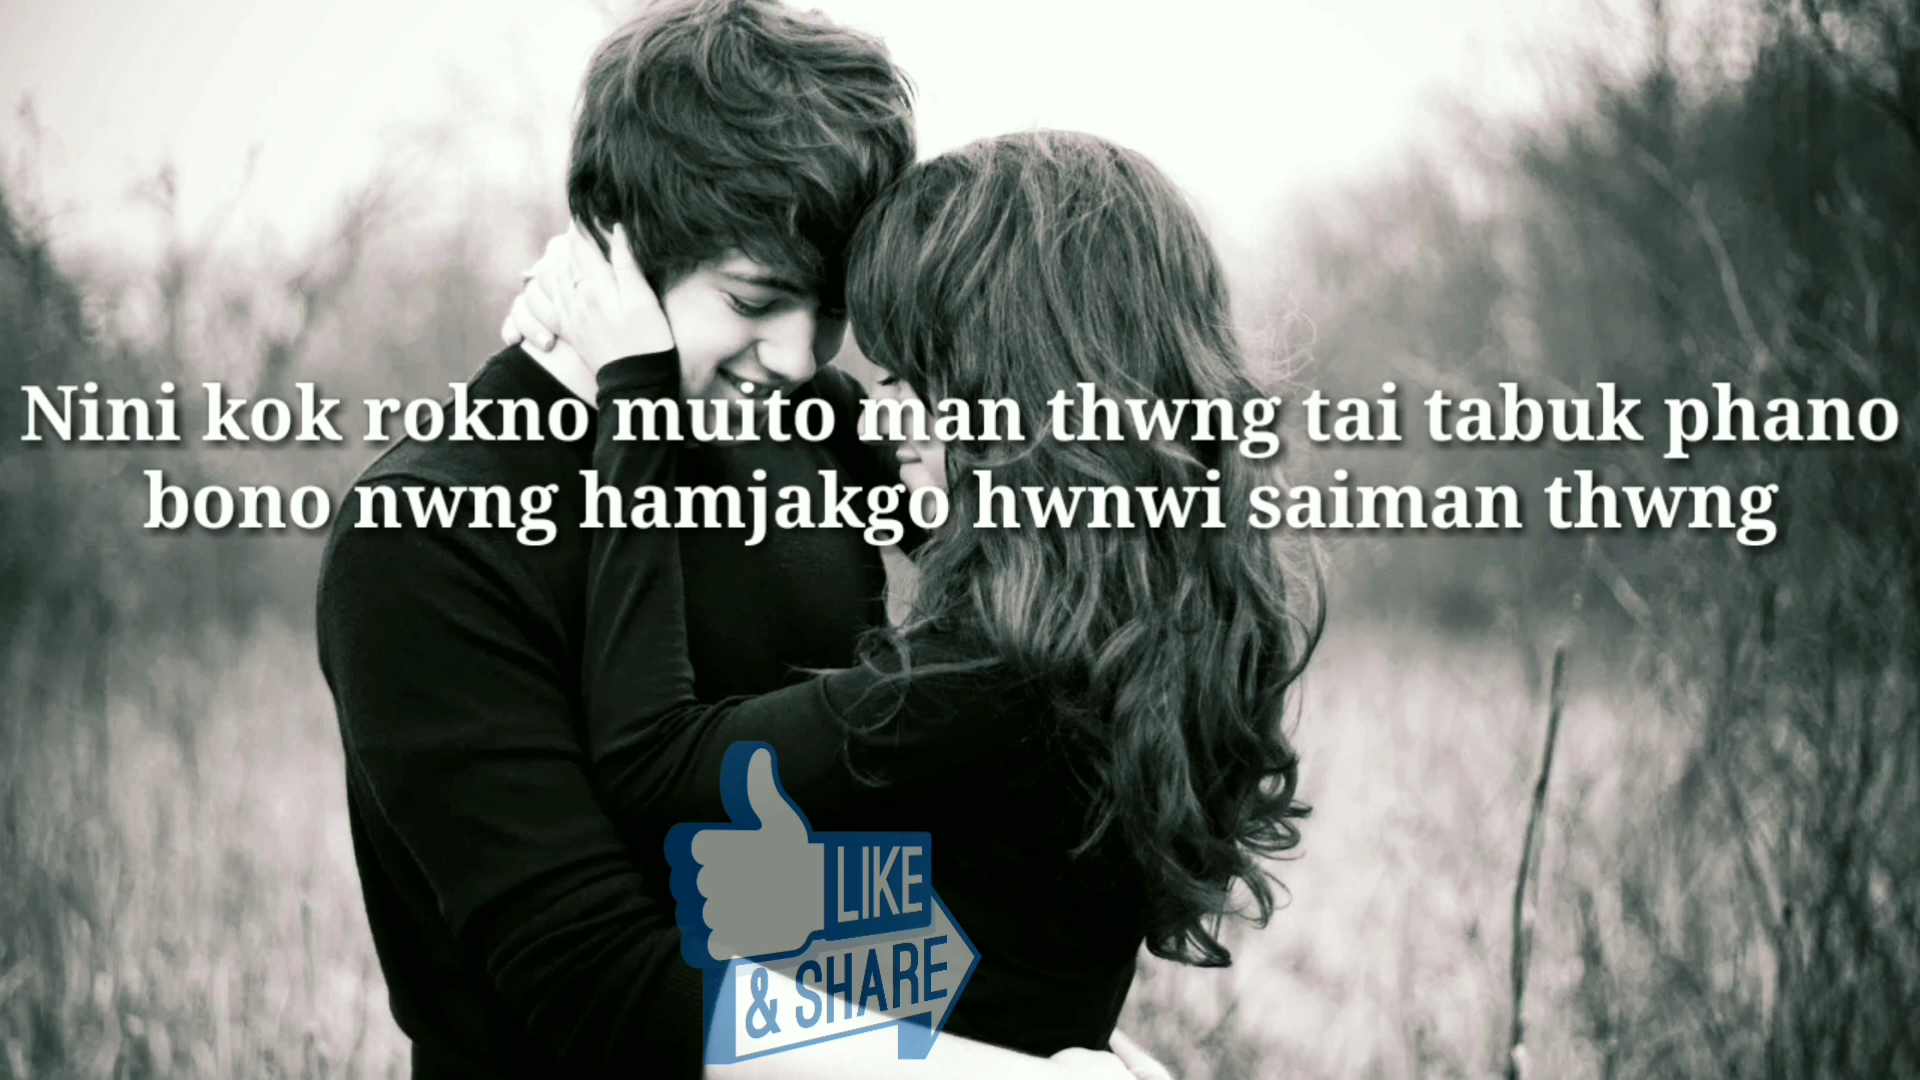 Nini kok rokno muito man thwng tai tabuk phano
bono nwng hamjakgo hwnwi saiman thwng
LIKE
& SHARE